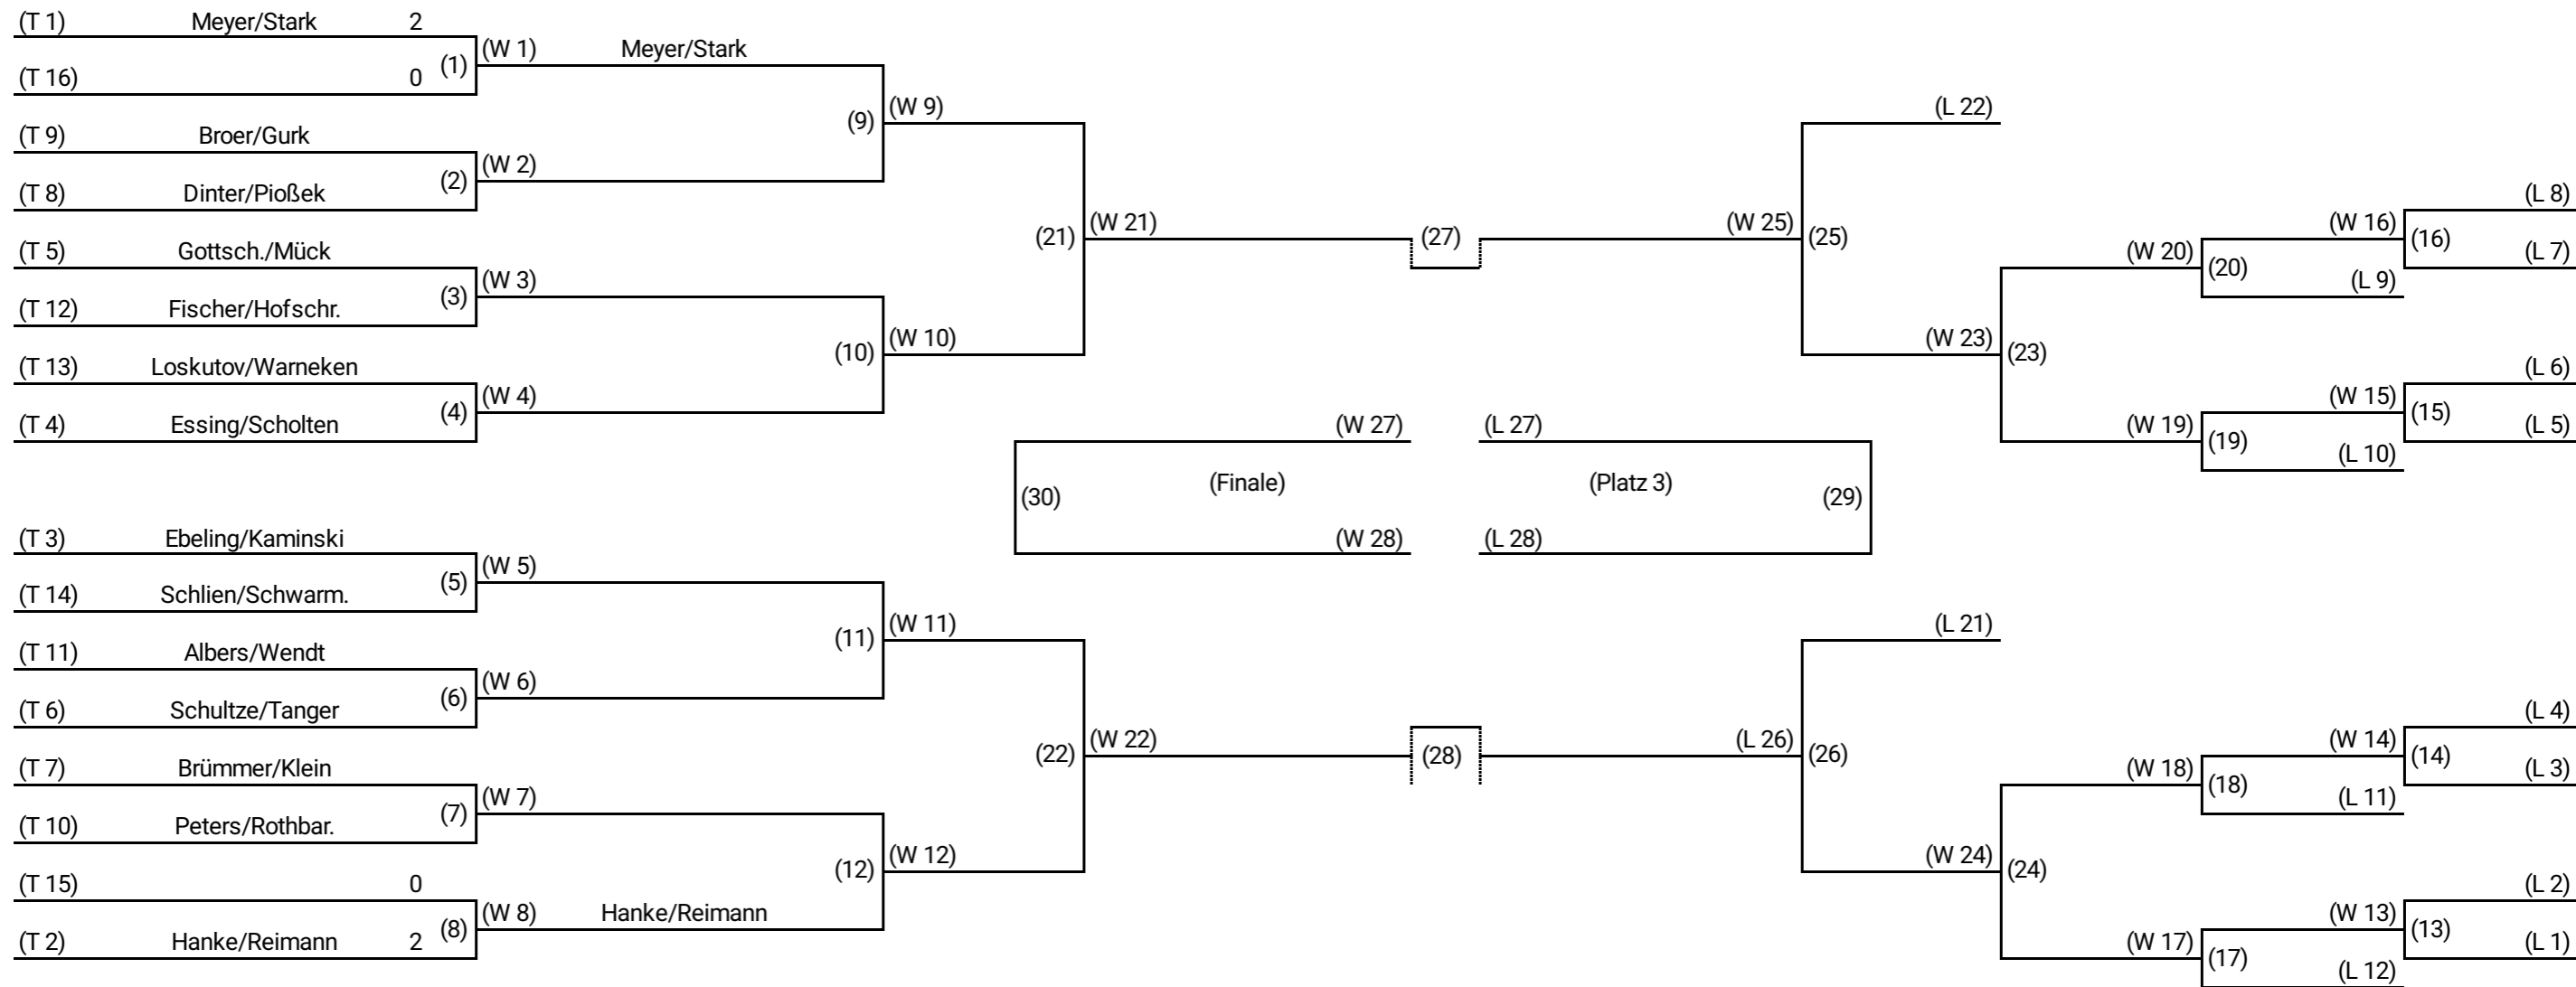 (T 1) Meyer/Stark 2
(W 1) Meyer/Stark
(1)
(T 16) 0
(W 9)
(L 22)
(9)
(T 9) Broer/Gurk
(W 2)
(2)
(T 8) Dinter/Pioßek
(L 8)
(W 21)
(27)
(W 25)
(W 16)
(21)
(25)
(16)
(T 5) Gottsch./Mück
(W 20)
(L 7)
(20)
(W 3)
(L 9)
(3)
(T 12) Fischer/Hofschr.
(W 10)
(W 23)
(10)
(23)
(T 13) Loskutov/Warneken
(L 6)
(W 4)
(W 15)
(4)
(15)
(T 4) Essing/Scholten
(W 27)
(L 27)
(W 19)
(L 5)
(19)
(L 10)
(Finale)
(Platz 3)
(30)
(29)
(T 3) Ebeling/Kaminski
(W 28)
(L 28)
(W 5)
(5)
(T 14) Schlien/Schwarm.
(W 11)
(L 21)
(11)
(T 11) Albers/Wendt
(W 6)
(6)
(T 6) Schultze/Tanger
(L 4)
(W 22)
(28)
(L 26)
(W 14)
(22)
(26)
(14)
(T 7) Brümmer/Klein
(W 18)
(L 3)
(18)
(W 7)
(L 11)
(7)
(T 10) Peters/Rothbar.
(W 12)
(W 24)
(12)
(24)
(T 15) 0
(L 2)
(W 8) Hanke/Reimann
(W 13)
(8)
(13)
(T 2) Hanke/Reimann 2
(W 17)
(L 1)
(17)
(L 12)